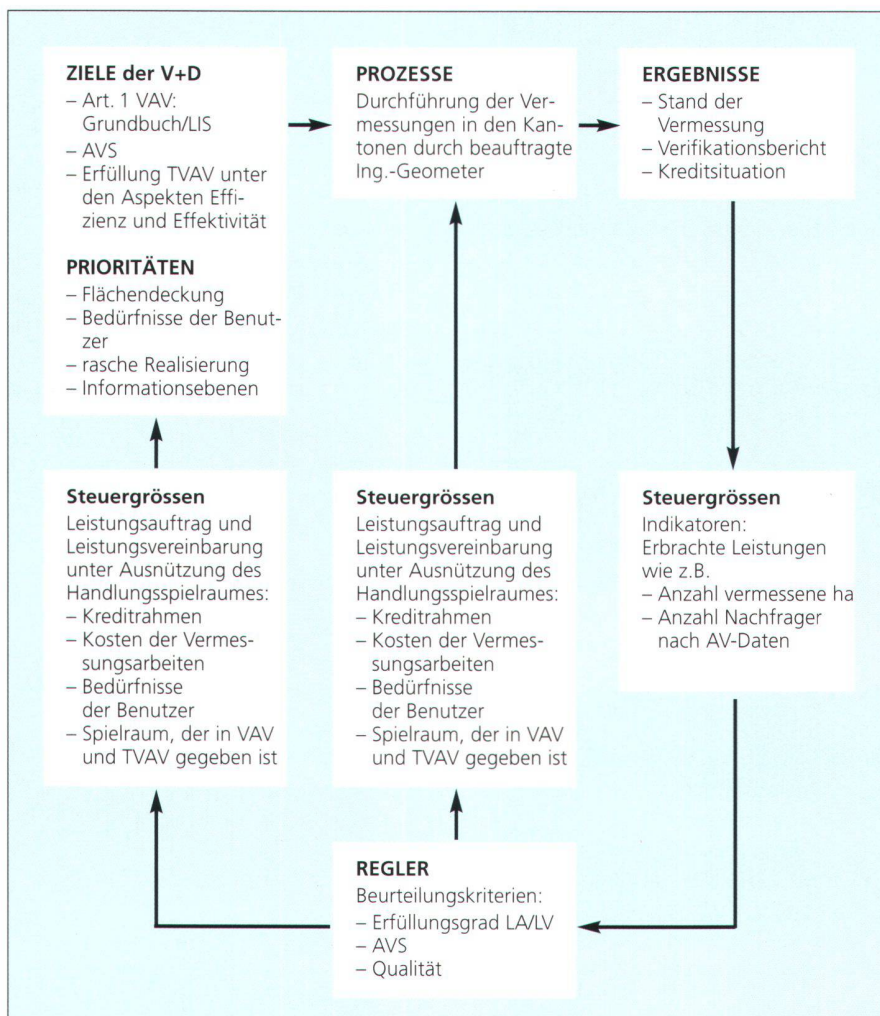 ZIELE der V+D
– Art. 1 VAV:
Grundbuch/LIS
– AVS
– Erfüllung TVAV unter
den Aspekten Effi-
zienz und Effektivität
PRIORITÄTEN
– Flächendeckung
– Bedürfnisse der Benut-
zer
– rasche Realisierung
– Informationsebenen
PROZESSE
Durchführung der Ver-
messungen in den Kan-
tonen durch beauftragte
Ing.-Geometer
ERGEBNISSE
– Stand der
Vermessung
– Verifikationsbericht
– Kreditsituation
Steuergrössen
Leistungsauftrag und
Leistungsvereinbarung
unter Ausnützung des
Handlungsspielraumes:
– Kreditrahmen
– Kosten der Vermes-
sungsarbeiten
– Bedürfnisse
der Benutzer
– Spielraum, der in VAV
und TVAV gegeben ist
Steuergrössen
Leistungsauftrag und
Leistungsvereinbarung
unter Ausnützung des
Handlungsspielraumes:
– Kreditrahmen
– Kosten der Vermes-
sungsarbeiten
– Bedürfnisse
der Benutzer
– Spielraum, der in VAV
und TVAV gegeben ist
Steuergrössen
Indikatoren:
Erbrachte Leistungen
wie z.B.
– Anzahl vermessene ha
– Anzahl Nachfrager
nach AV-Daten
REGLER
Beurteilungskriterien:
– Erfüllungsgrad LA/LV
– AVS
– Qualität